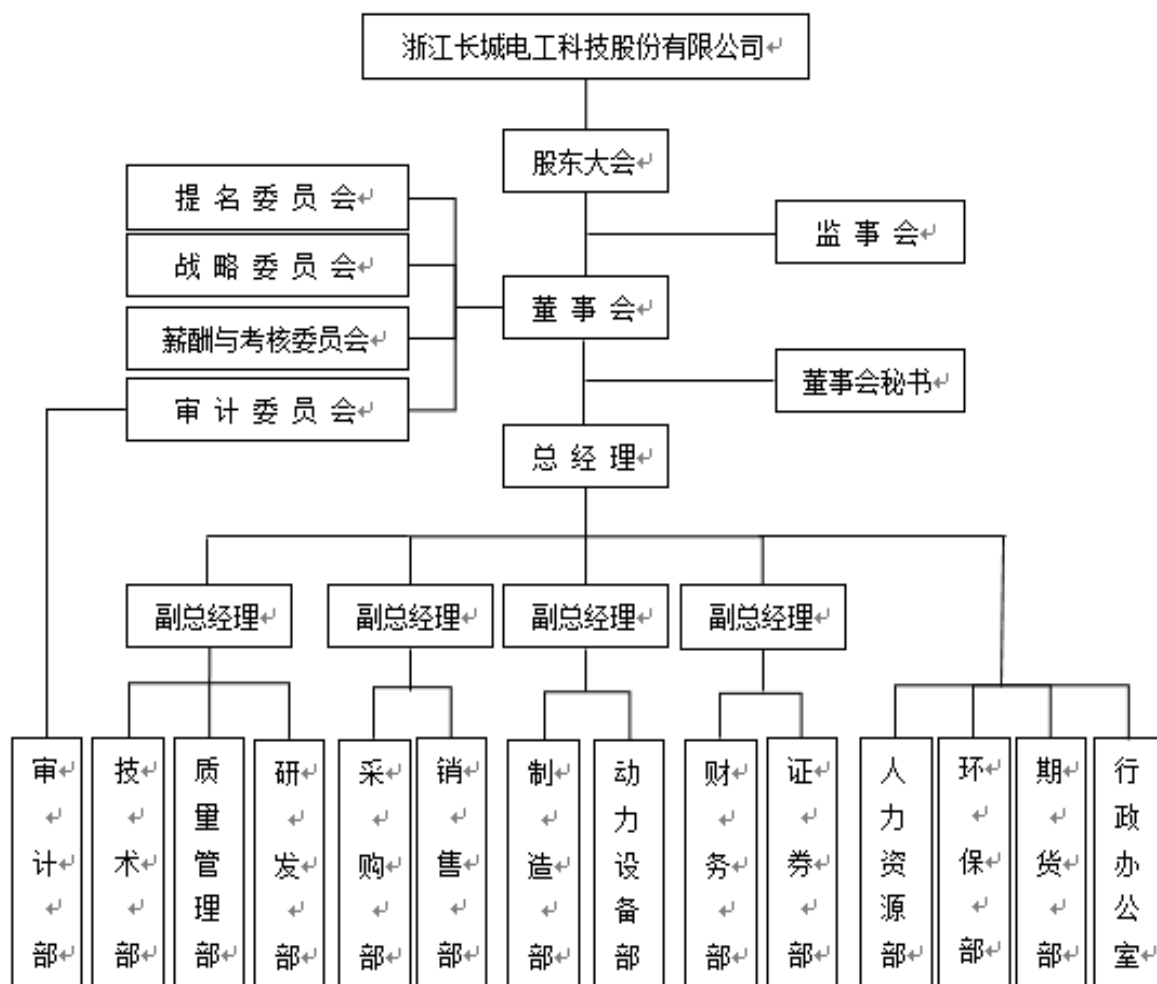 浙江长城电工科技股份有限公司
股东大会
提名委员会
监事会
战略委员会
董事会
薪酬与考核委员会
董事会秘书
审计委员会
总经理
副总经理
副总经理
副总经理
副总经理
审计部
技术部
质量管理部
研发部
采购部
销售部
制造部
动力设备部
财务部
证券部
人力资源部
环保部
期货部
行政办公室